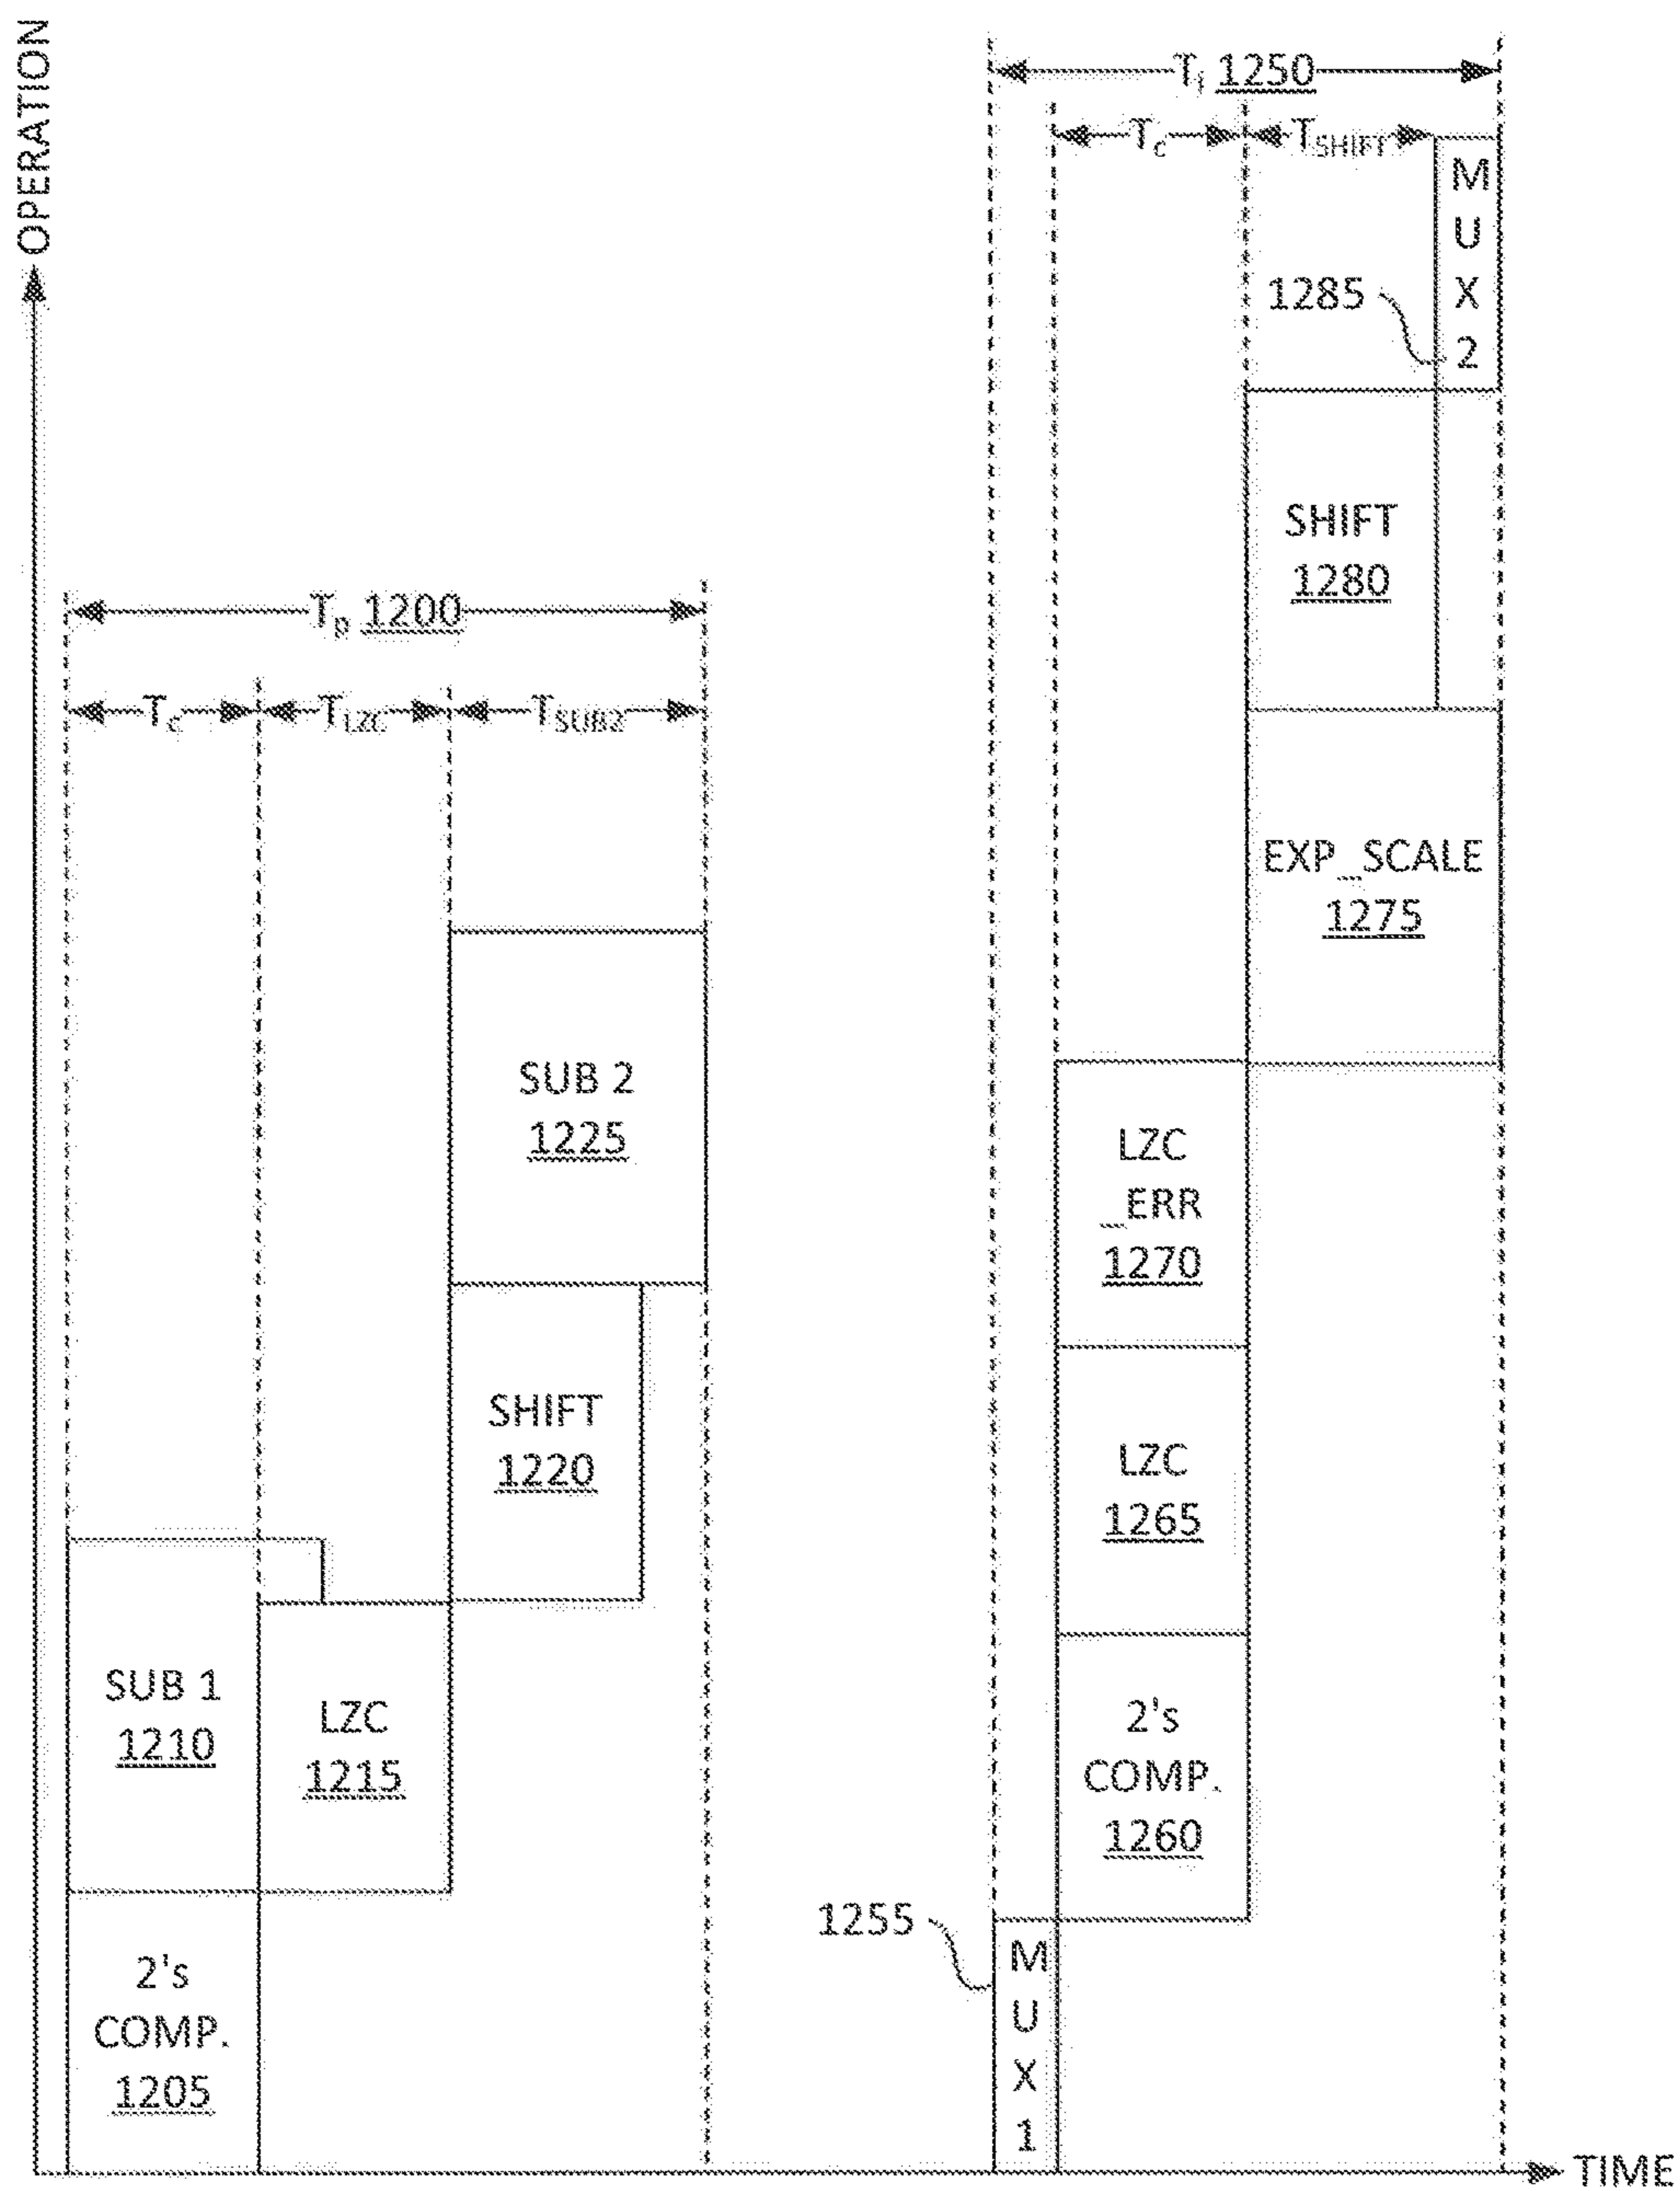 OPERATION
Ti 1250
Tc
TSHIFT
M
U
X
2
1285
SHIFT
1280
EXP_SCALE
1275
LZC
_ERR
1270
LZC
1265
2's
COMP.
1260
1255
M
U
X
1
Tp 1200
Tc
TLZC
TSUB2
SUB 2
1225
SHIFT
1220
SUB 1
1210
LZC
1215
2's
COMP.
1205
TIME